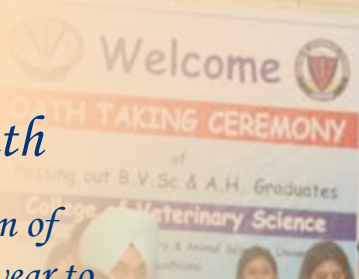 Welcome
OATH TAKING CEREMONY
of
Passing out B.V.Sc & A.H. Graduates
College of Veterinary Science
th
n of
year to